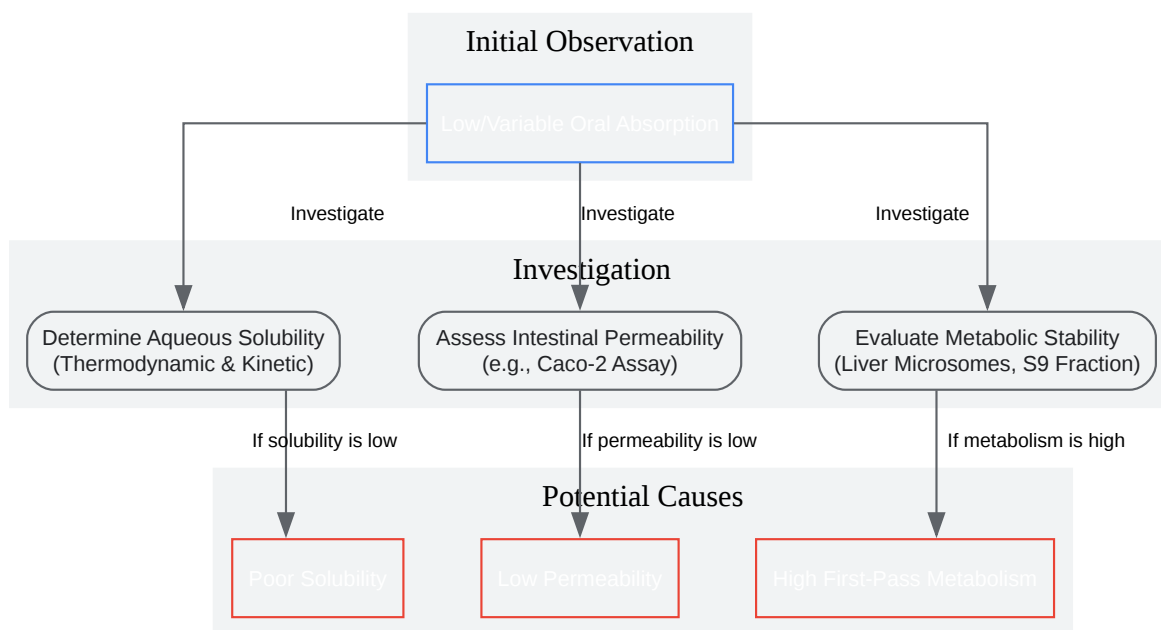 Initial Observation
Low/Variable Oral Absorption
Investigate
Investigate
Investigate
Investigation
Determine Aqueous Solubility
(Thermodynamic & Kinetic)
Assess Intestinal Permeability
(e.g., Caco-2 Assay)
Evaluate Metabolic Stability
(Liver Microsomes, S9 Fraction)
If solubility is low
If permeability is low
If metabolism is high
Potential Causes
Poor Solubility
Low Permeability
High First-Pass Metabolism